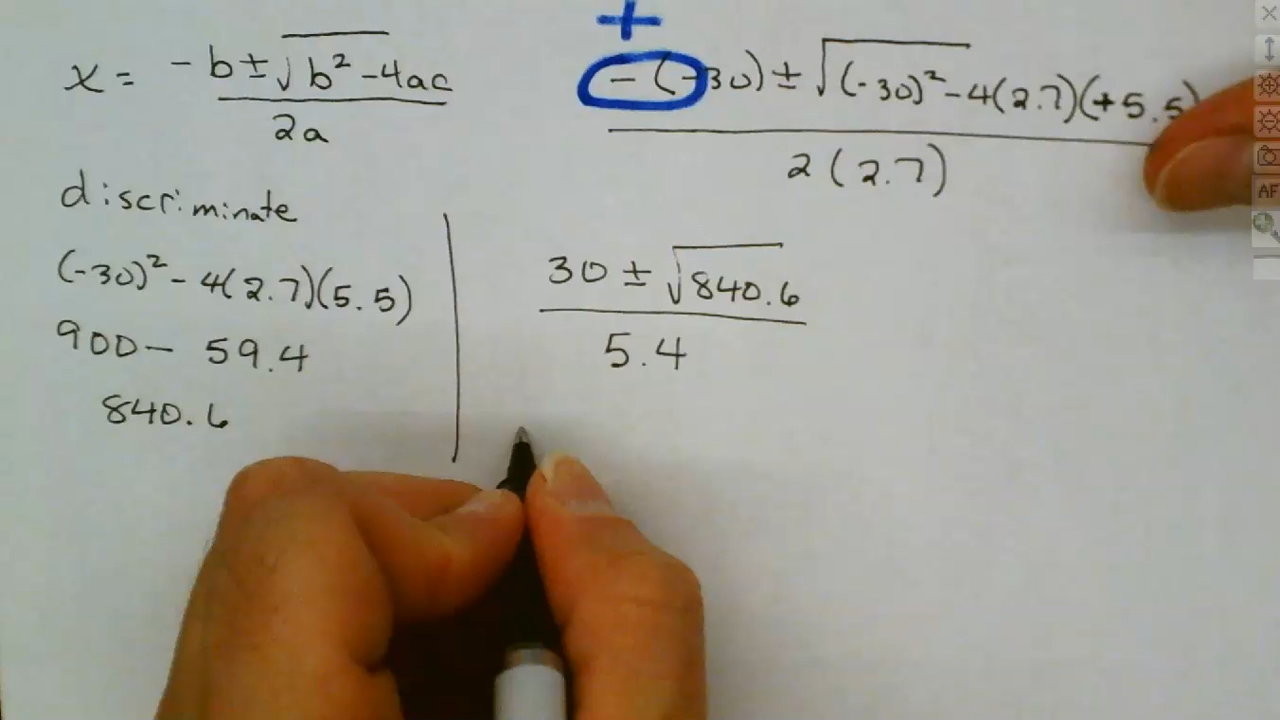 x = -b ± √b² - 4ac
2a
+
-(-30) ± √(-30)² - 4(2.7)(+5.5)
2(2.7)
discriminate
(-30)² - 4(2.7)(5.5)
900 - 59.4
840.6
30 ± √840.6
5.4
AF